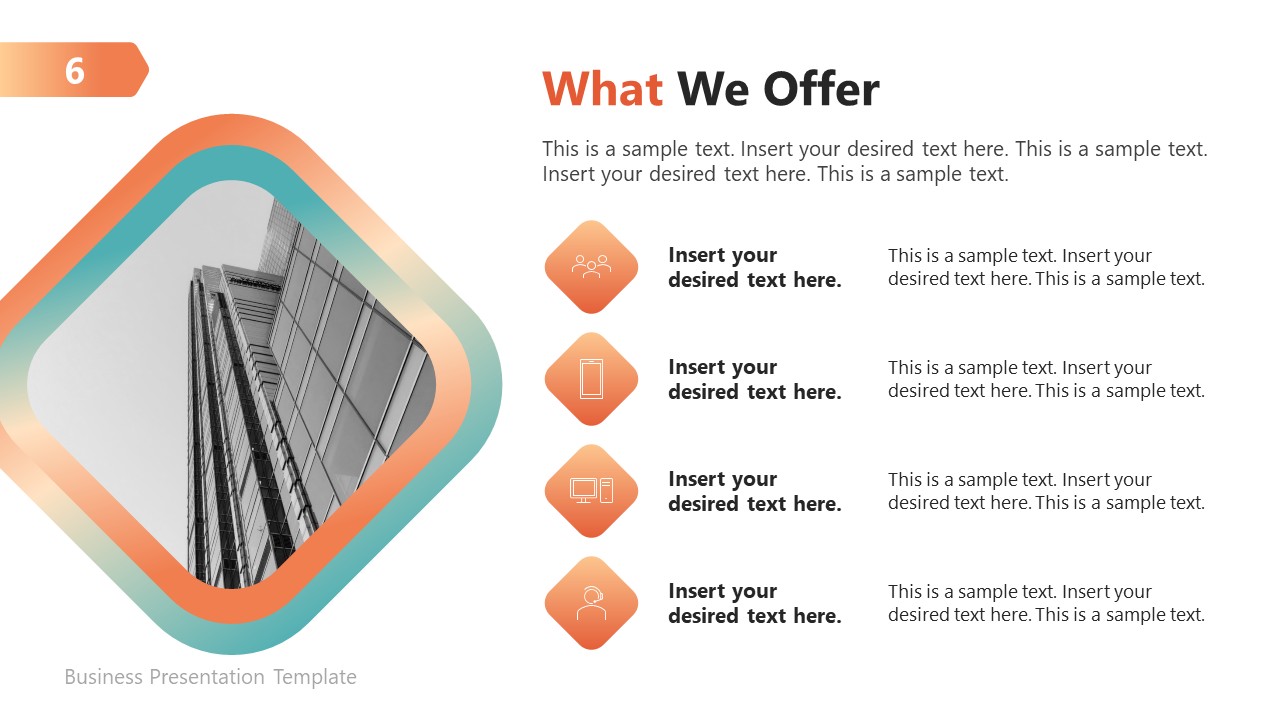 6
What We Offer
This is a sample text. Insert your desired text here. This is a sample text.
Insert your desired text here. This is a sample text.
Insert your
desired text here.
This is a sample text. Insert your
desired text here. This is a sample text.
Insert your
desired text here.
This is a sample text. Insert your
desired text here. This is a sample text.
Insert your
desired text here.
This is a sample text. Insert your
desired text here. This is a sample text.
Insert your
desired text here.
This is a sample text. Insert your
desired text here. This is a sample text.
Business Presentation Template